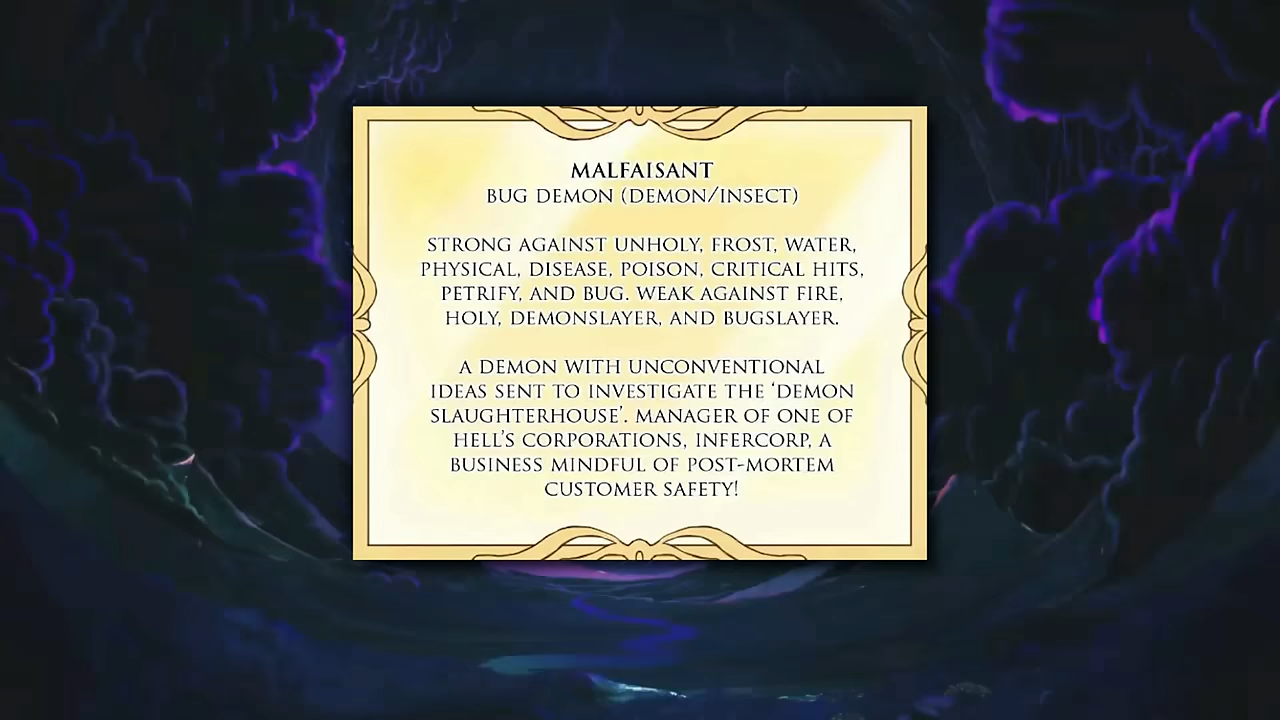 MALFAISANT
BUG DEMON (DEMON/INSECT)
STRONG AGAINST UNHOLY, FROST, WATER,
PHYSICAL, DISEASE, POISON, CRITICAL HITS,
PETRIFY, AND BUG. WEAK AGAINST FIRE,
HOLY, DEMONSLAYER, AND BUGSLAYER.
A DEMON WITH UNCONVENTIONAL
IDEAS SENT TO INVESTIGATE THE ‘DEMON
SLAUGHTERHOUSE’. MANAGER OF ONE OF
HELL’S CORPORATIONS, INFERCORP, A
BUSINESS MINDFUL OF POST-MORTEM
CUSTOMER SAFETY!